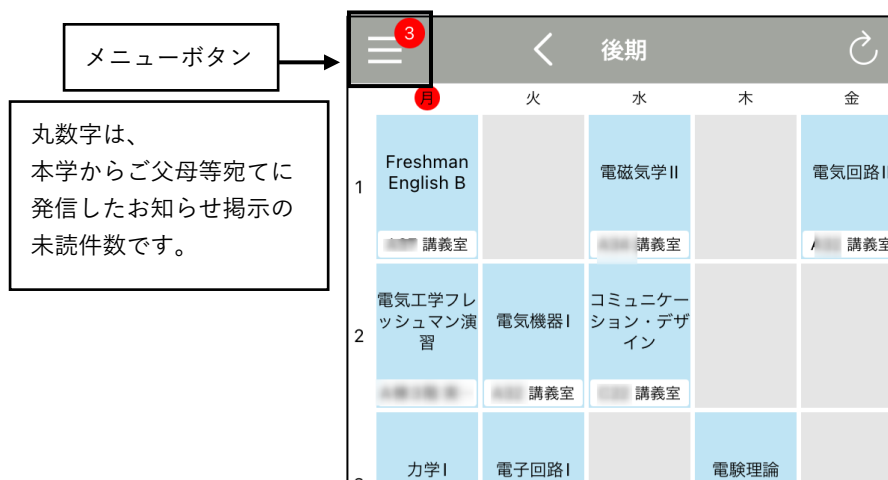 メニューボタン
丸数字は、
本学からご父母等宛てに
発信したお知らせ掲示の
未読件数です。
3
後期
月 火 水 木 金
1
Freshman
English B
講義室
電磁気学II
講義室
電気回路II
講義室
2
電気工学フレ
ッシュマン演
習
電気機器I
講義室
コミュニケー
ション・デザ
イン
講義室
力学I
電子回路I
電験理論